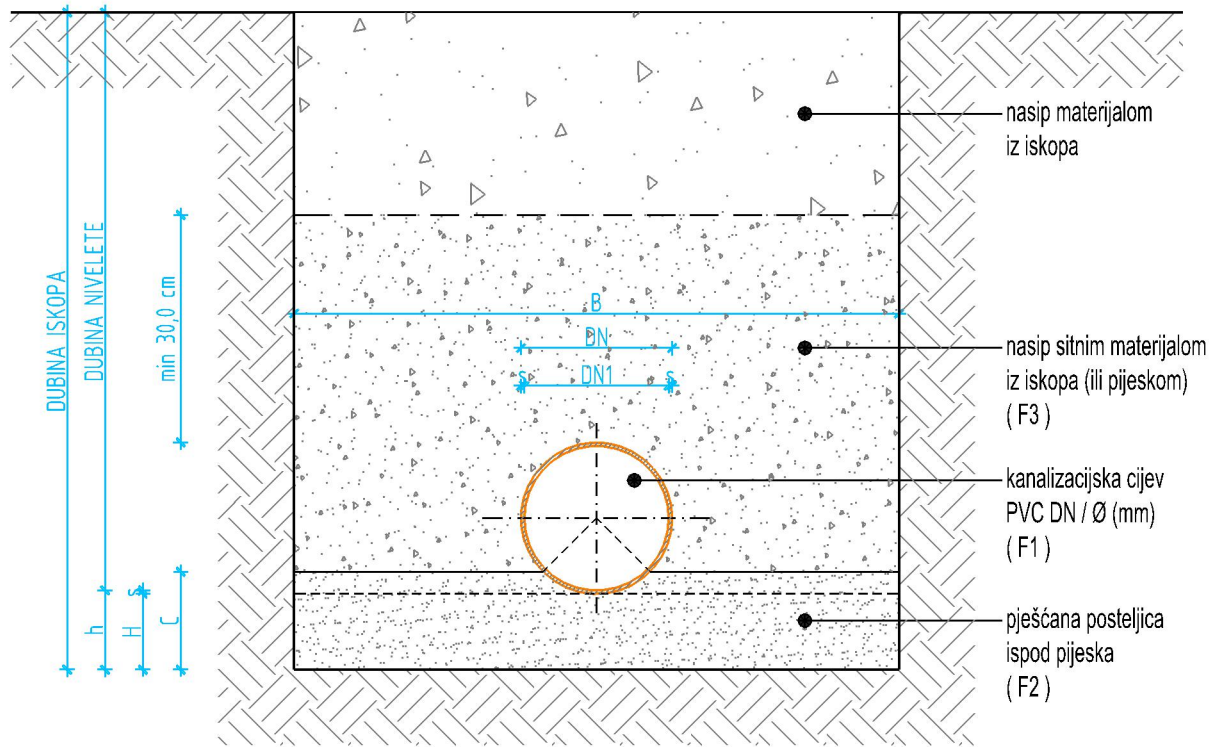 nasip materijalom
iz iskopa
DUBINA ISKOPA
DUBINA NIVELETE
min 30,0 cm
B
DN
s
DN1
s
nasip sitnim materijalom
iz iskopa (ili pijeskom)
( F3 )
kanalizacijska cijev
PVC DN / Ø (mm)
( F1 )
h
s
H
C
pješćana posteljica
ispod pijeska
( F2 )